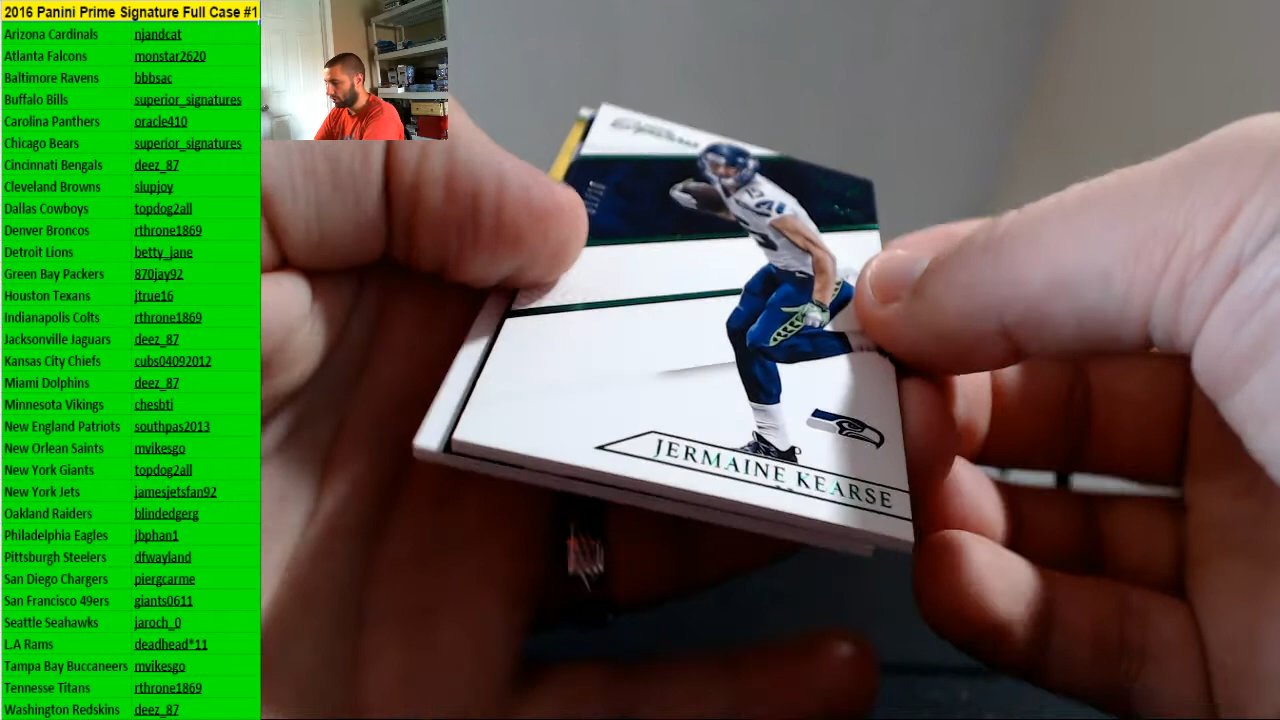 2016 Panini Prime Signature Full Case #1
Arizona Cardinals njandcat
Atlanta Falcons monstar2620
Baltimore Ravens bbbsac
Buffalo Bills superior_signatures
Carolina Panthers oracle410
Chicago Bears superior_signatures
Cincinnati Bengals deez_87
Cleveland Browns slupjoy
Dallas Cowboys topdog2all
Denver Broncos rthrone1869
Detroit Lions betty_jane
Green Bay Packers 870jay92
Houston Texans jtrue16
Indianapolis Colts rthrone1869
Jacksonville Jaguars deez_87
Kansas City Chiefs cubs04092012
Miami Dolphins deez_87
Minnesota Vikings chesbti
New England Patriots southpas2013
New Orlean Saints mvikesgo
New York Giants topdog2all
New York Jets jamesjetsfan92
Oakland Raiders blindedgerg
Philadelphia Eagles jbphan1
Pittsburgh Steelers dfwayland
San Diego Chargers piergcarme
San Francisco 49ers giants0611
Seattle Seahawks jaroch_0
L.A Rams deadhead*11
Tampa Bay Buccaneers mvikesgo
Tennesse Titans rthrone1869
Washington Redskins deez_87
JERMAINE KEARSE